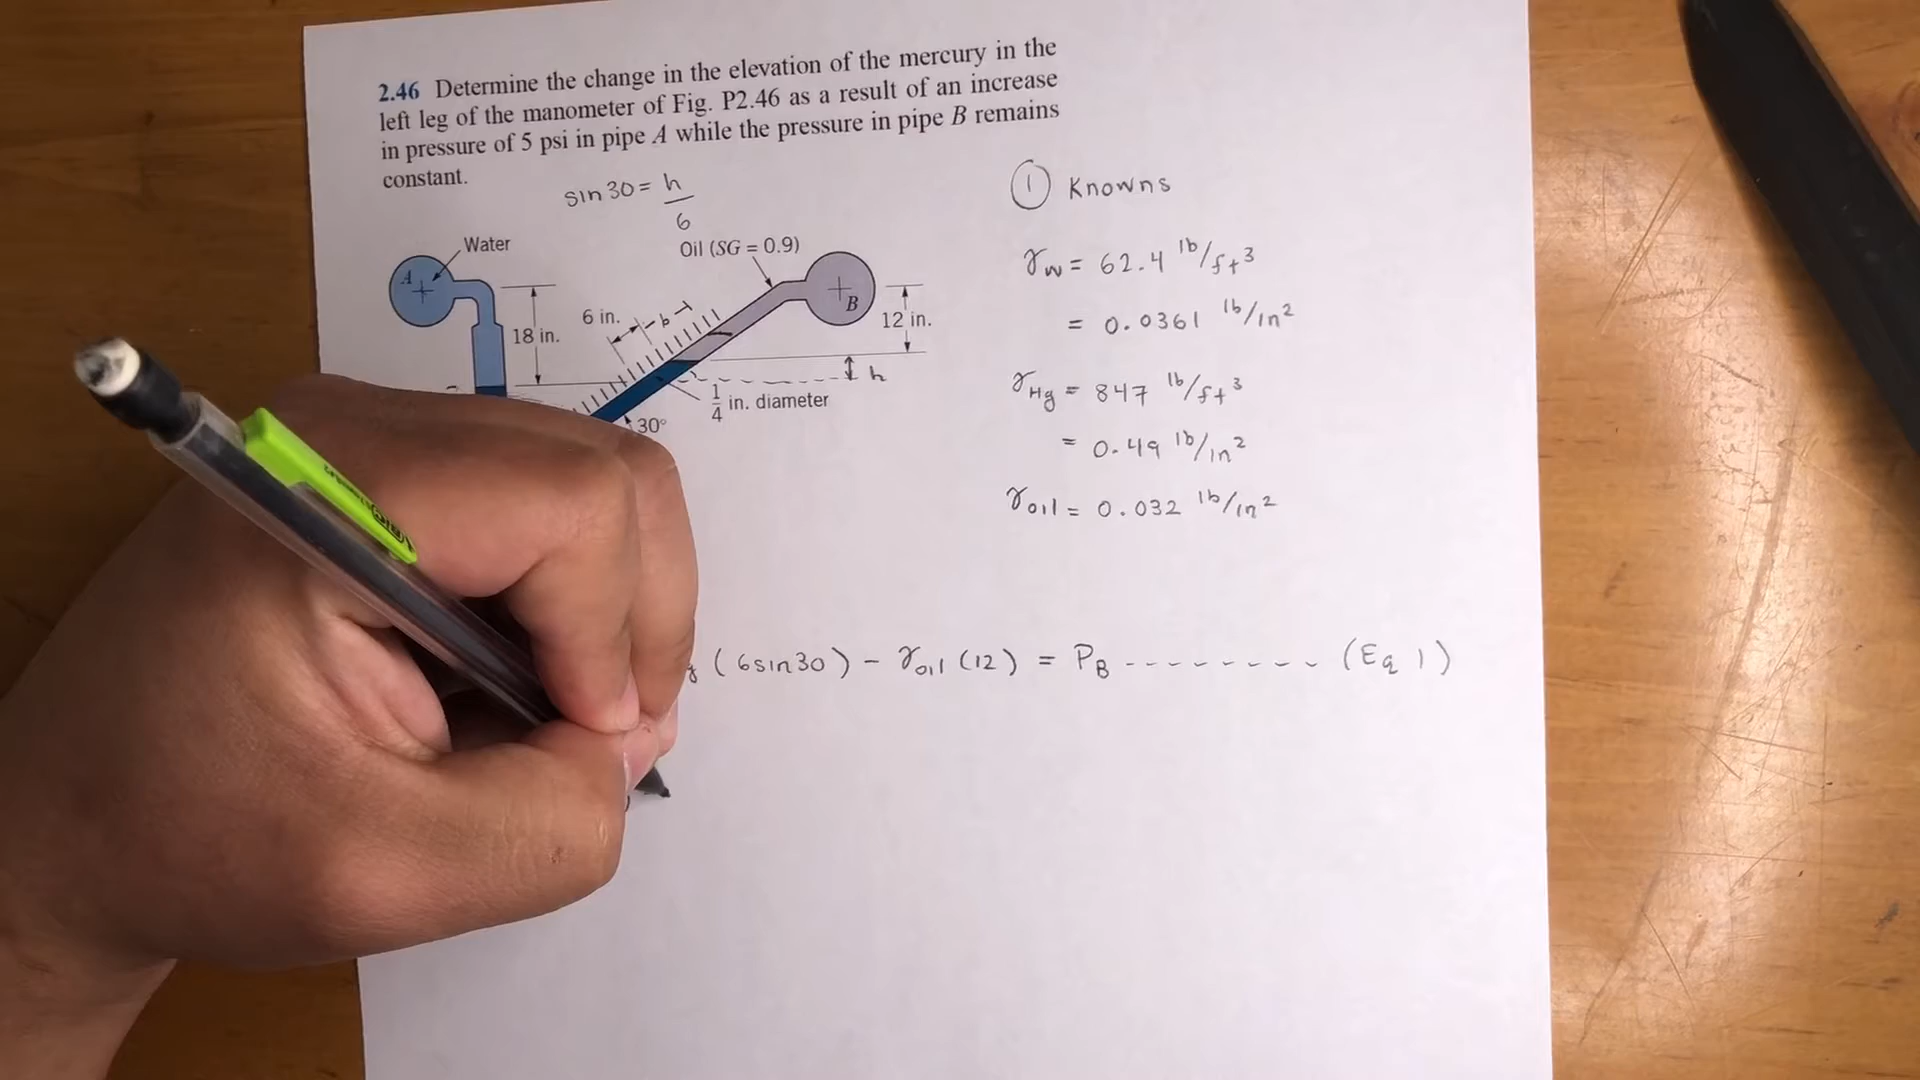 2.46 Determine the change in the elevation of the mercury in the
left leg of the manometer of Fig. P2.46 as a result of an increase
in pressure of 5 psi in pipe A while the pressure in pipe B remains
constant.
sin 30 = h
6
Water
Oil (SG = 0.9)
A
B
6 in.
b
18 in.
12 in.
h
1/4 in. diameter
30°
1 Knowns
γw = 62.4 lb/ft3
= 0.0361 lb/in2
γHg = 847 lb/ft3
= 0.49 lb/in2
γoil = 0.032 lb/in2
(6sin30) - γoil (12) = PB -------- (Eq 1)